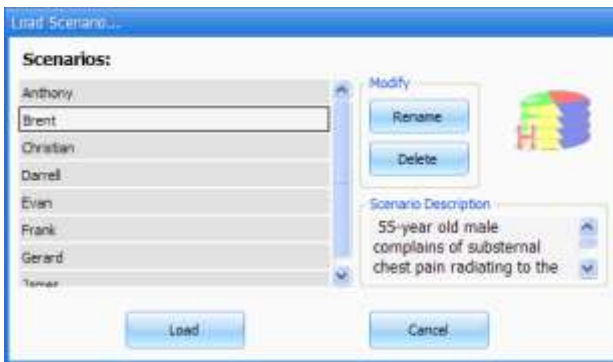 Load Scenario...
Scenarios:
Anthony
Brent
Christian
Darrell
Evan
Frank
Gerard
James
Modify
Rename
Delete
H
Scenario Description
55-year old male
complains of substernal
chest pain radiating to the
Load
Cancel